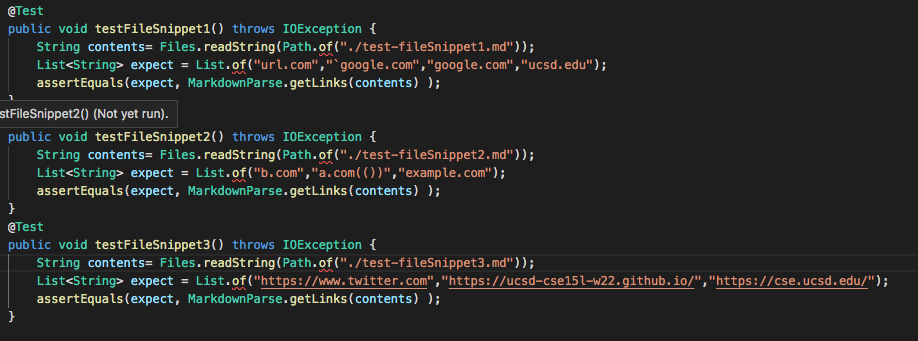 @Test
public void testFileSnippet1() throws IOException {
    String contents= Files.readString(Path.of("./test-fileSnippet1.md"));
    List<String> expect = List.of("url.com","`google.com","google.com","ucsd.edu");
    assertEquals(expect, MarkdownParse.getLinks(contents) );
}
stFileSnippet2() (Not yet run).
public void testFileSnippet2() throws IOException {
    String contents= Files.readString(Path.of("./test-fileSnippet2.md"));
    List<String> expect = List.of("b.com","a.com(())","example.com");
    assertEquals(expect, MarkdownParse.getLinks(contents) );
}
@Test
public void testFileSnippet3() throws IOException {
    String contents= Files.readString(Path.of("./test-fileSnippet3.md"));
    List<String> expect = List.of("https://www.twitter.com","https://ucsd-cse15l-w22.github.io/","https://cse.ucsd.edu/");
    assertEquals(expect, MarkdownParse.getLinks(contents) );
}